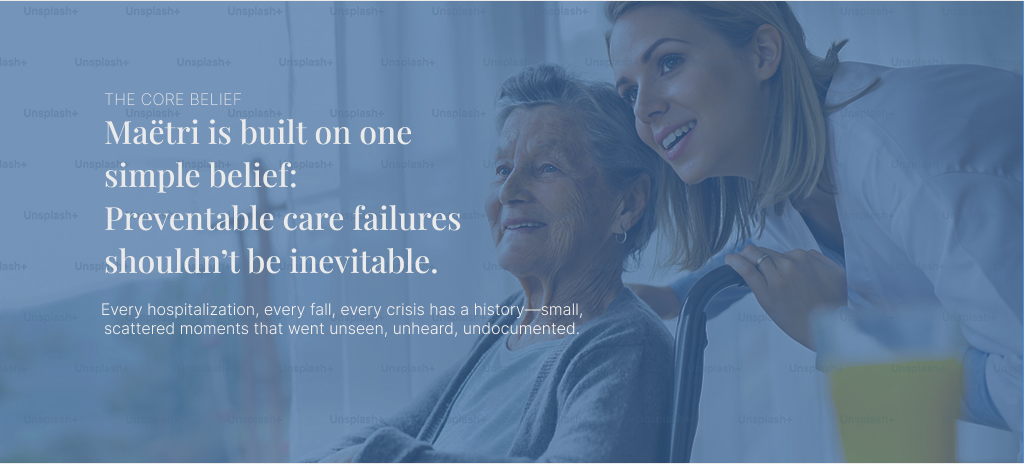 THE CORE BELIEF
Maëtri is built on one
simple belief:
Preventable care failures
shouldn’t be inevitable.
Every hospitalization, every fall, every crisis has a history—small,
scattered moments that went unseen, unheard, undocumented.
Unsplash+